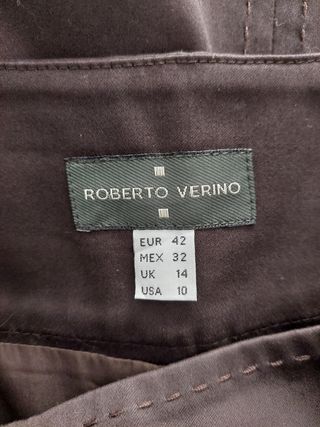 ROBERTO VERINO
EUR 42
MEX 32
UK 14
USA 10